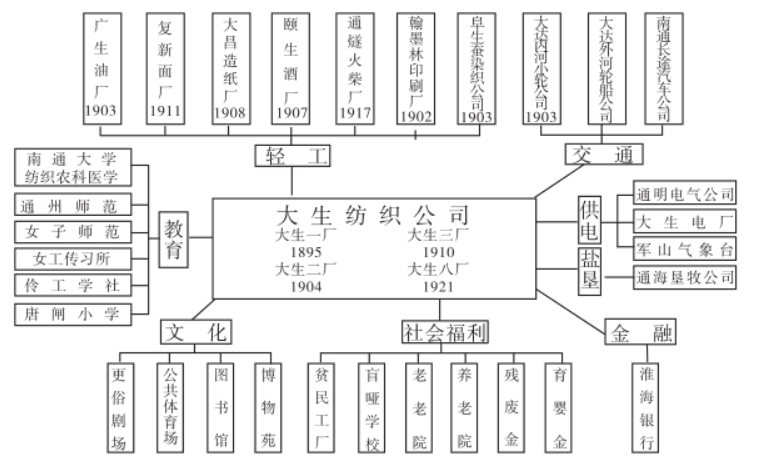 广生油厂
1903
复新面厂
1911
大昌造纸厂
1908
颐生酒厂
1907
通燧火柴厂
1917
翰墨林印刷厂
1902
阜生蚕染织公司
1903
大达内河小轮公司
1903
大达外河轮船公司
南通长途汽车公司
轻工
交通
南通大学
纺织农科医学
通州师范
女子师范
女工传习所
伶工学社
唐闸小学
教育
大生纺织公司
大生一厂 大生三厂
1895 1910
大生二厂 大生八厂
1904 1921
供电
盐垦
通明电气公司
大生电厂
军山气象台
通海垦牧公司
文化
社会福利
金融
更俗剧场
公共体育场
图书馆
博物苑
贫民工厂
盲哑学校
老老院
养老院
残废金
育婴金
淮海银行